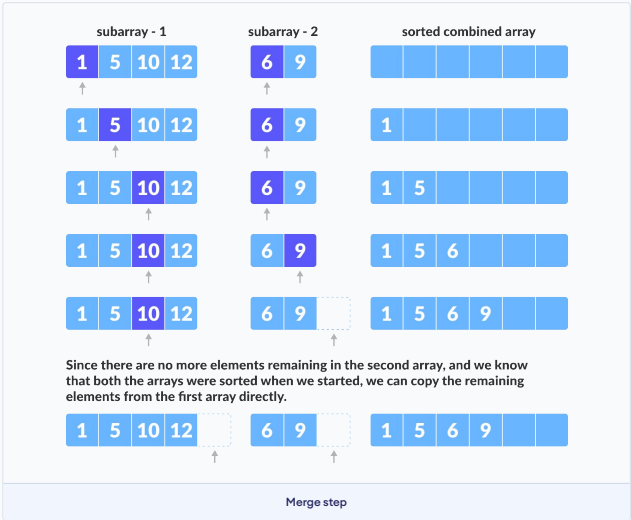 subarray - 1 subarray - 2 sorted combined array
1 5 10 12 6 9
1 5 10 12 6 9 1
1 5 10 12 6 9 1 5
1 5 10 12 6 9 1 5 6
1 5 10 12 6 9 1 5 6 9
Since there are no more elements remaining in the second array, and we know
that both the arrays were sorted when we started, we can copy the remaining
elements from the first array directly.
1 5 10 12 6 9 1 5 6 9
Merge step